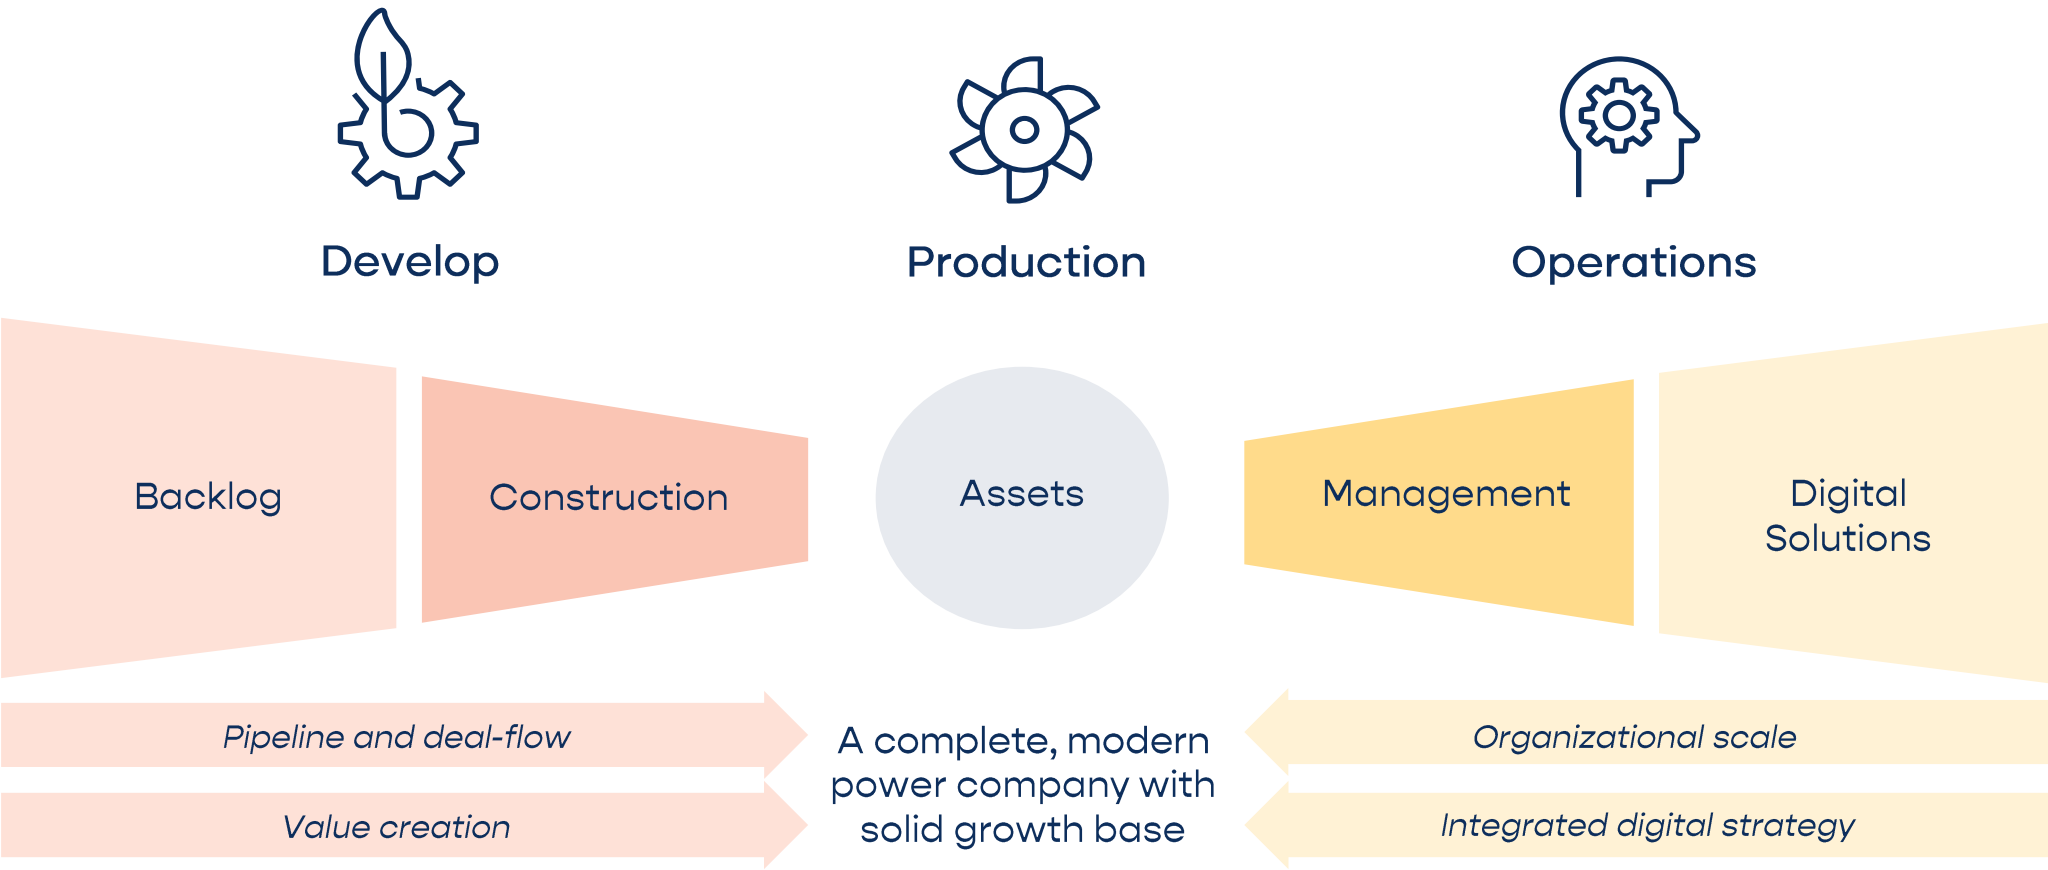 Develop
Production
Operations
Backlog
Construction
Assets
Management
Digital
Solutions
Pipeline and deal-flow
Value creation
A complete, modern
power company with
solid growth base
Organizational scale
Integrated digital strategy